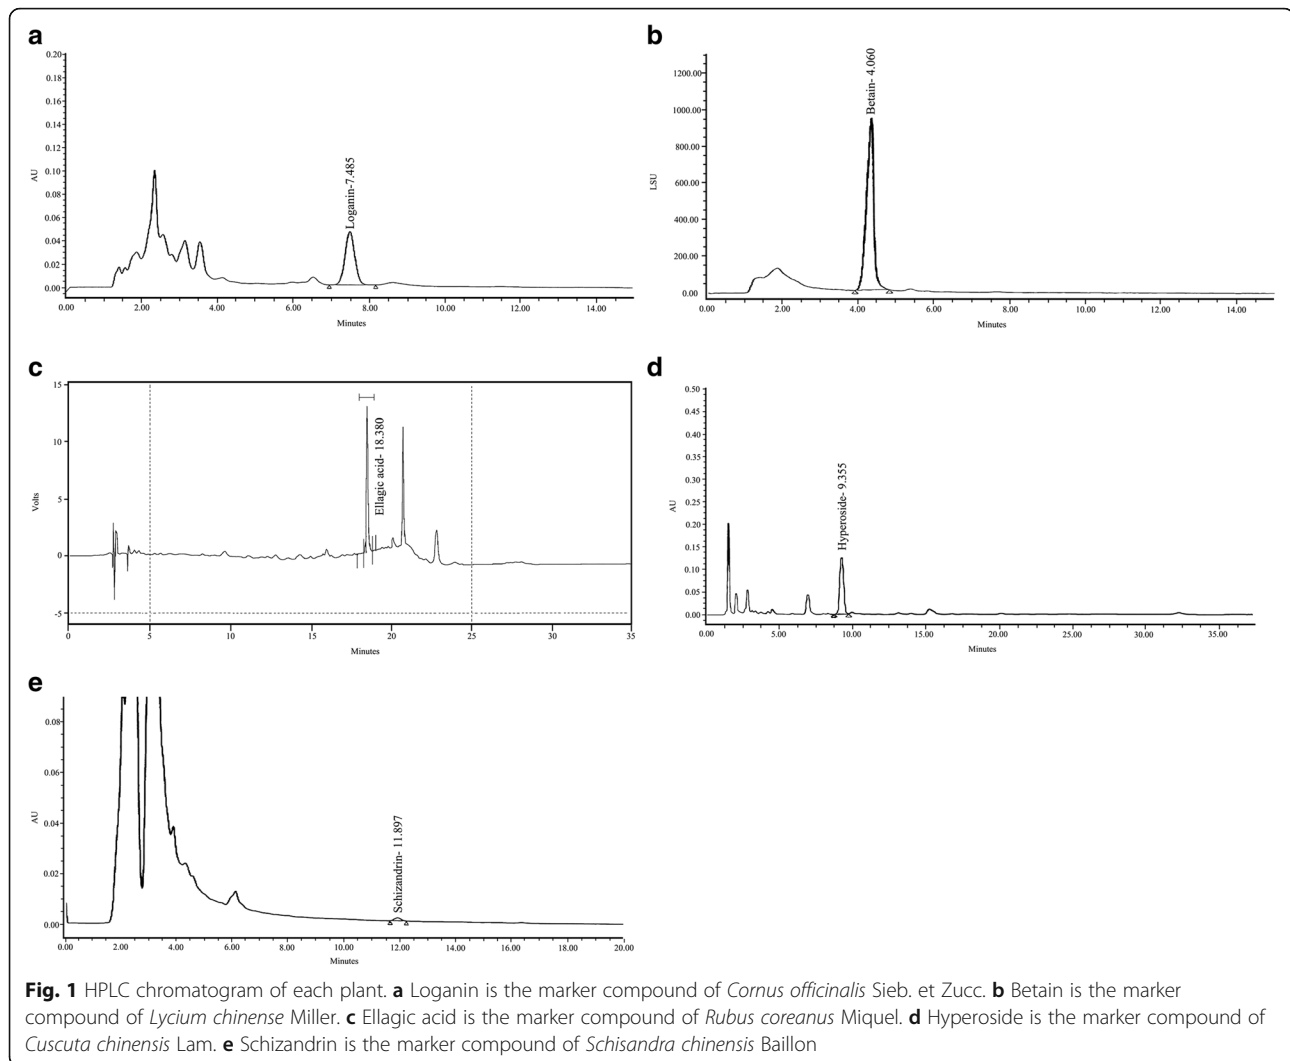 a
0.20
0.18
0.16
0.14
0.12
0.10
0.08
0.06
0.04
0.02
0.00
AU
Loganin-7.485
0.00 2.00 4.00 6.00 8.00 10.00 12.00 14.00
Minutes
b
1200.00
1000.00
800.00
600.00
400.00
200.00
0.00
LSU
Betain- 4.060
0.00 2.00 4.00 6.00 8.00 10.00 12.00 14.00
Minutes
c
15
10
5
0
-5
Volts
Ellagic acid- 18.380
0 5 10 15 20 25 30 35
Minutes
d
0.50
0.45
0.40
0.35
0.30
0.25
0.20
0.15
0.10
0.05
0.00
AU
Hyperoside- 9.355
0.00 5.00 10.00 15.00 20.00 25.00 30.00 35.00
Minutes
e
0.08
0.06
0.04
0.02
0.00
AU
Schizandrin- 11.897
0.00 2.00 4.00 6.00 8.00 10.00 12.00 14.00 16.00 18.00 20.00
Minutes
Fig. 1 HPLC chromatogram of each plant. a Loganin is the marker compound of Cornus officinalis Sieb. et Zucc. b Betain is the marker
compound of Lycium chinense Miller. c Ellagic acid is the marker compound of Rubus coreanus Miquel. d Hyperoside is the marker compound of
Cuscuta chinensis Lam. e Schizandrin is the marker compound of Schisandra chinensis Baillon